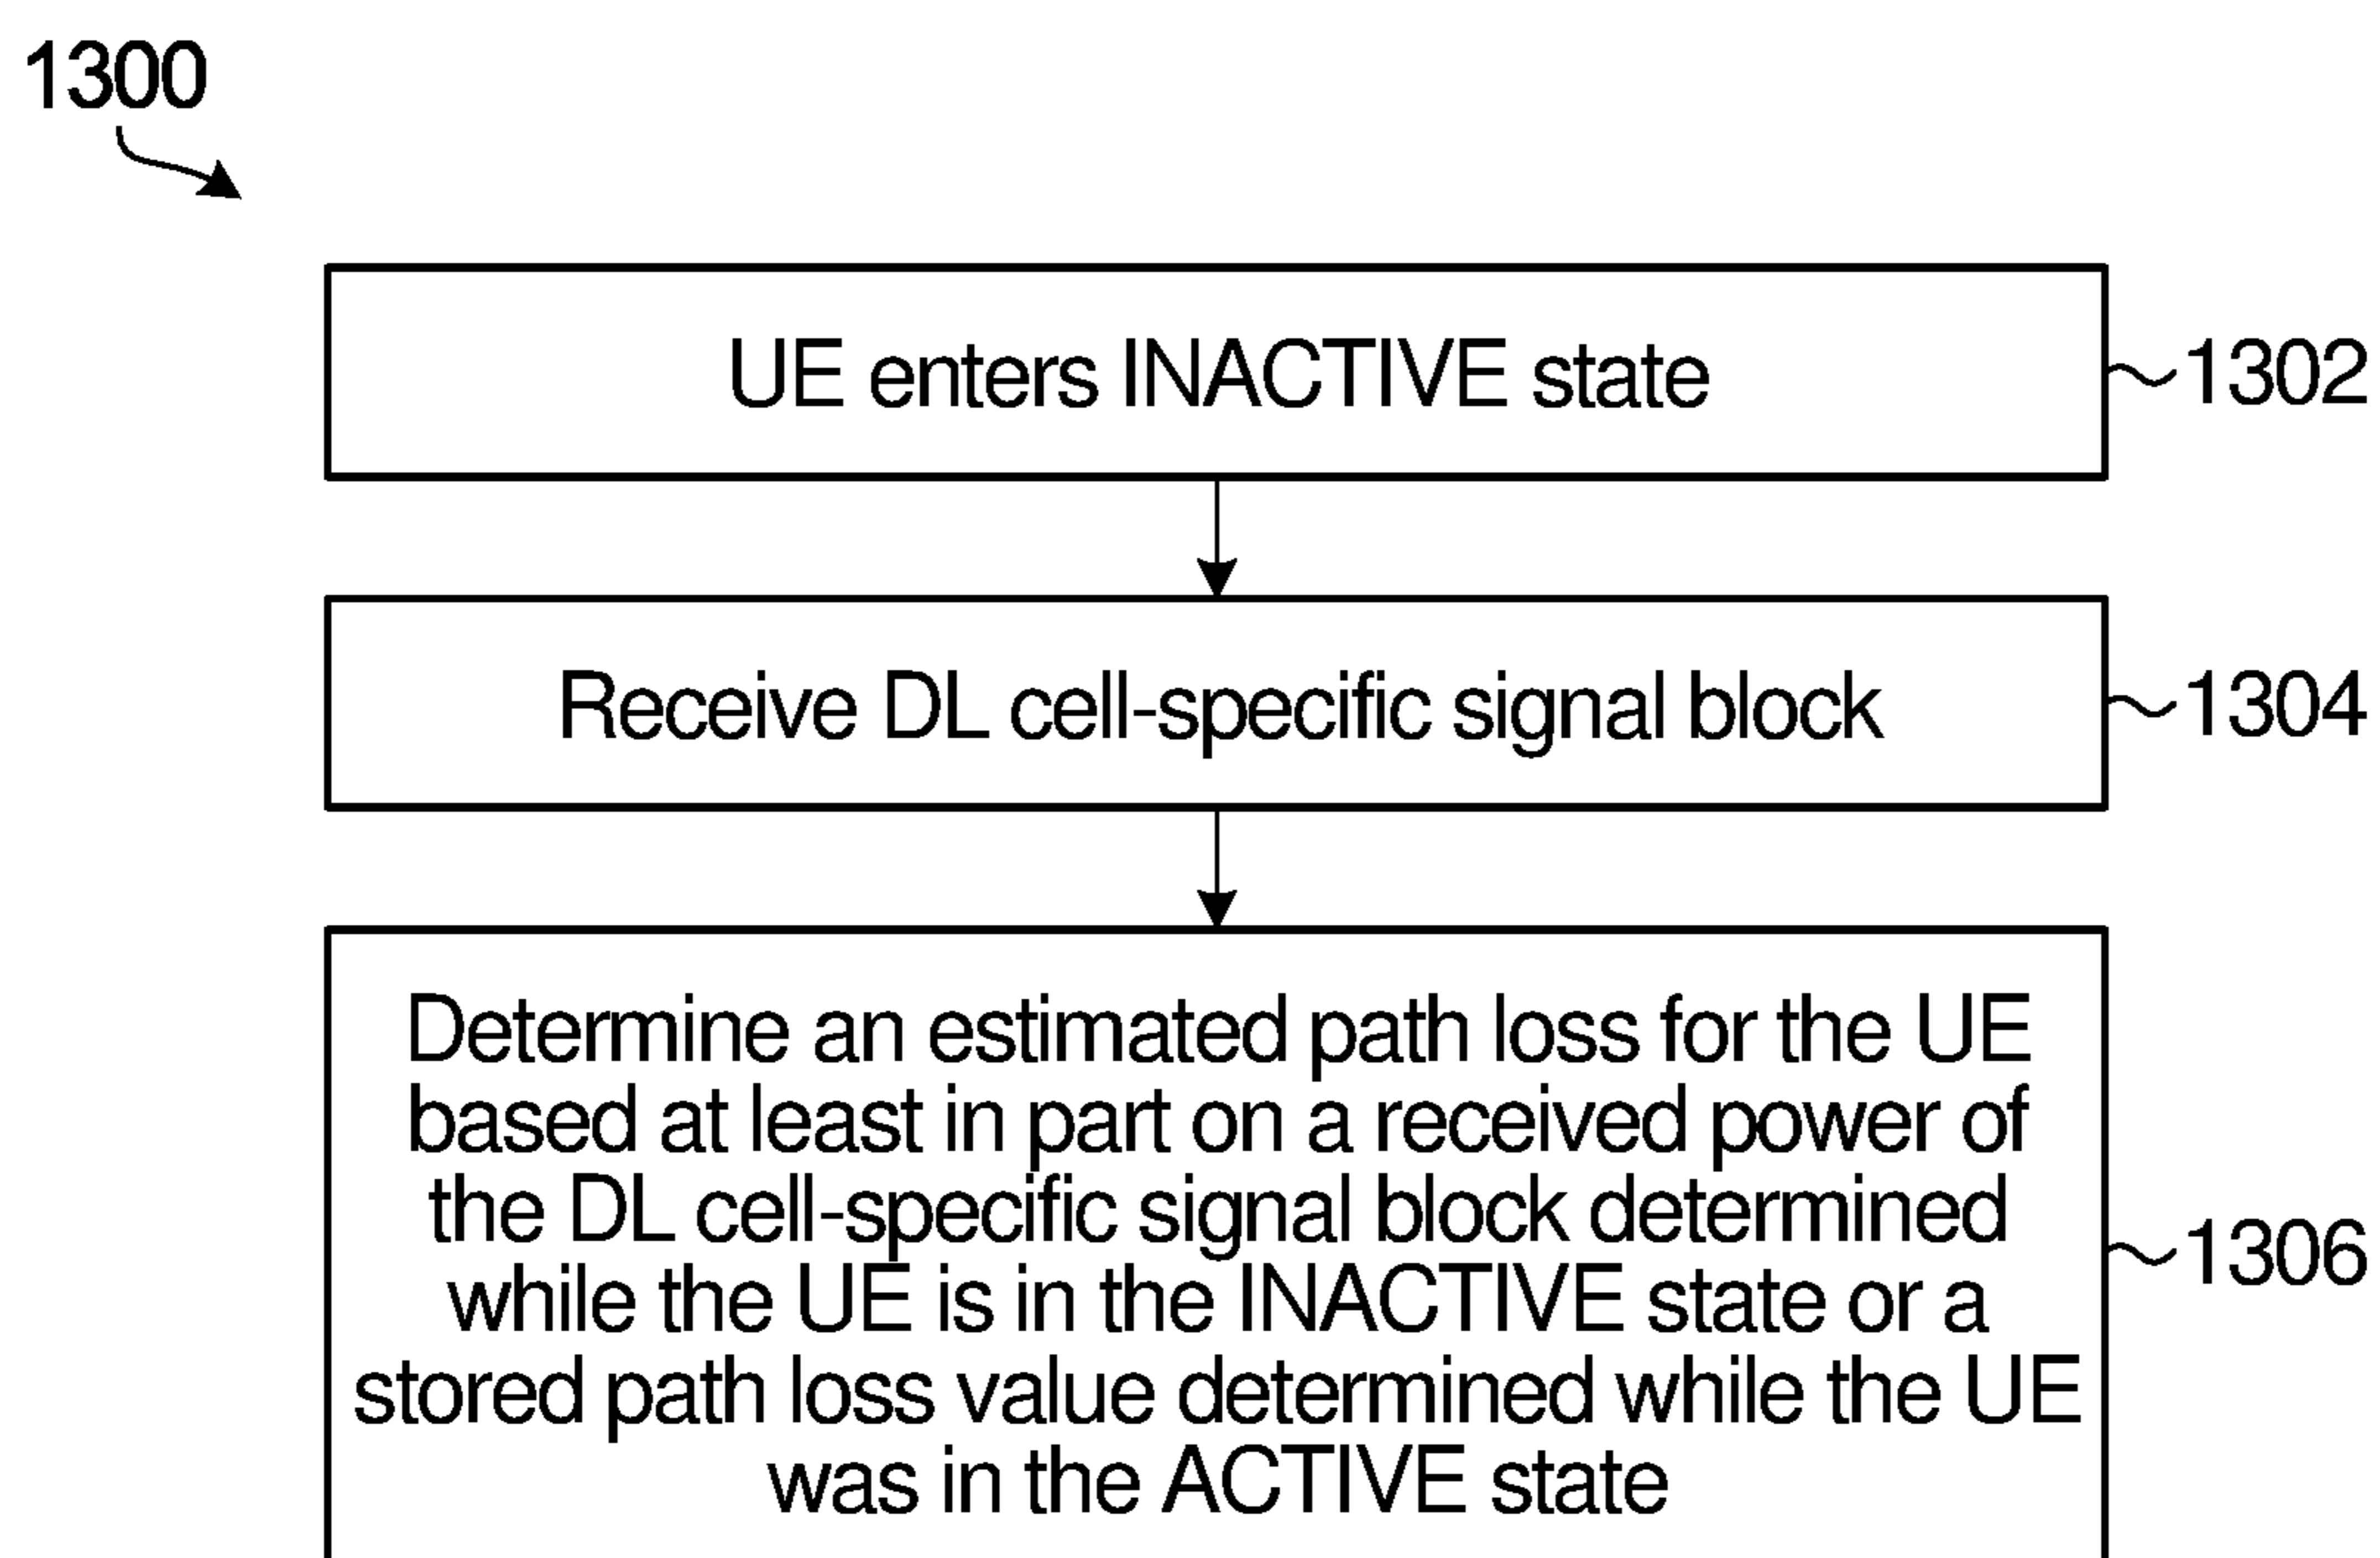 1300
UE enters INACTIVE state
1302
Receive DL cell-specific signal block
1304
Determine an estimated path loss for the UE
based at least in part on a received power of
the DL cell-specific signal block determined
while the UE is in the INACTIVE state or a
stored path loss value determined while the UE
was in the ACTIVE state
1306